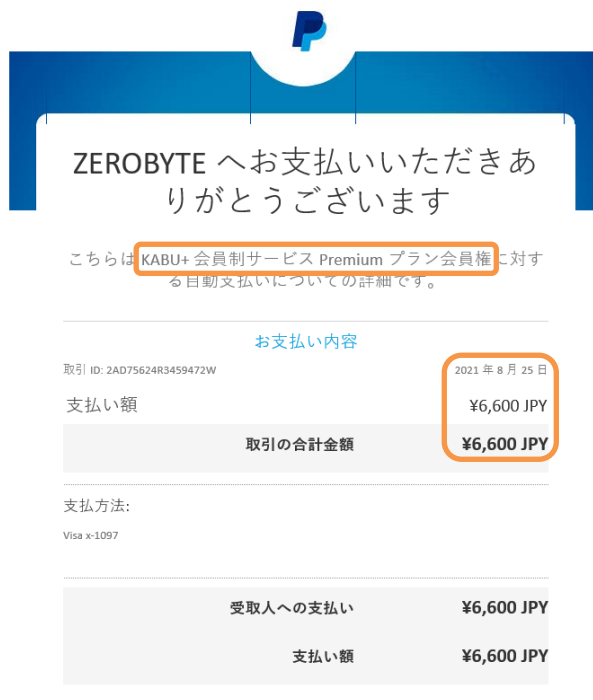 ZEROBYTE へお支払いいただきあ
りがとうございます
こちらは KABU+ 会員制サービス Premium プラン会員権に対す
る自動支払いについての詳細です。
お支払い内容
取引 ID: 2AD75624R3459472W 2021 年 8 月 25 日
支払い額 ¥6,600 JPY
取引の合計金額 ¥6,600 JPY
支払方法:
Visa x-1097
受取人への支払い ¥6,600 JPY
支払い額 ¥6,600 JPY